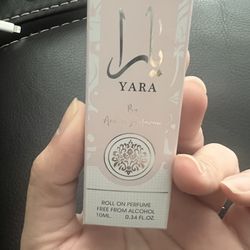 يارا
YARA
By
ROLL ON PERFUME
FREE FROM ALCOHOL
10ML. 0.34 FL.OZ.